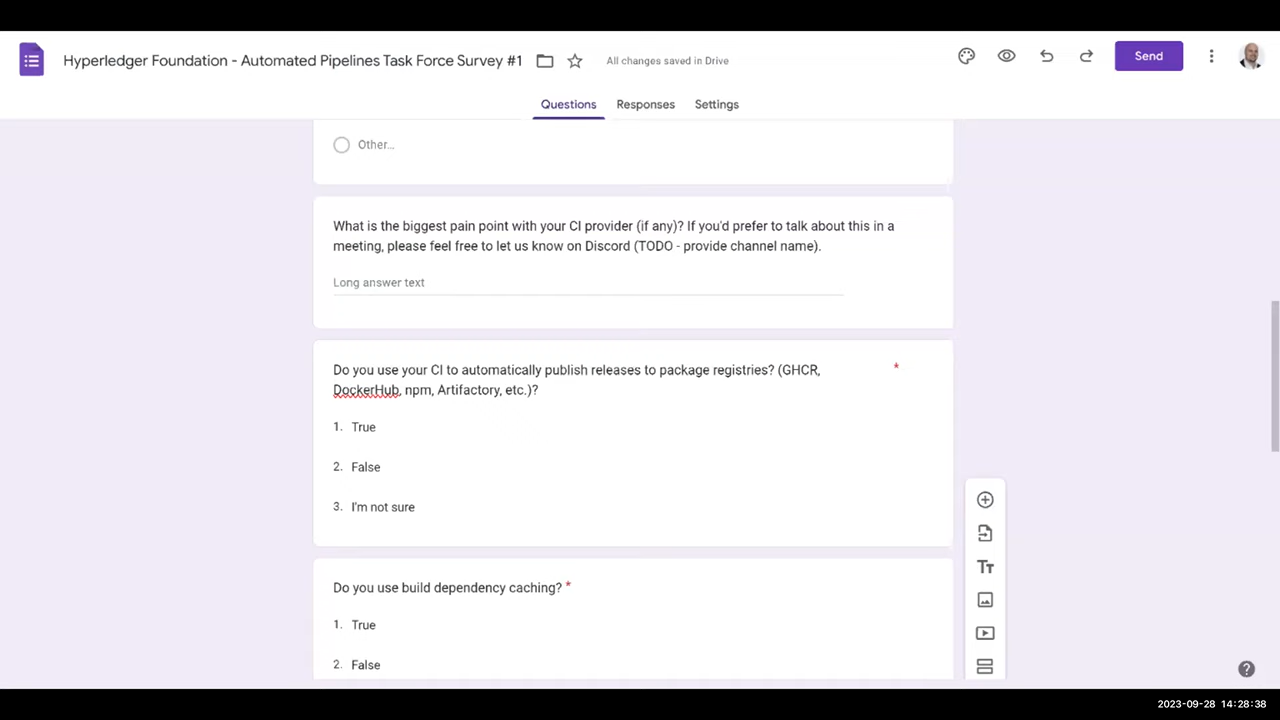 Hyperledger Foundation - Automated Pipelines Task Force Survey #1
All changes saved in Drive
Send
Questions
Responses
Settings
Other...
What is the biggest pain point with your CI provider (if any)? If you'd prefer to talk about this in a
meeting, please feel free to let us know on Discord (TODO - provide channel name).
Long answer text
Do you use your CI to automatically publish releases to package registries? (GHCR, *
DockerHub, npm, Artifactory, etc.)?
1. True
2. False
3. I'm not sure
Do you use build dependency caching? *
1. True
2. False
Tт
2023-09-28 14:28:38